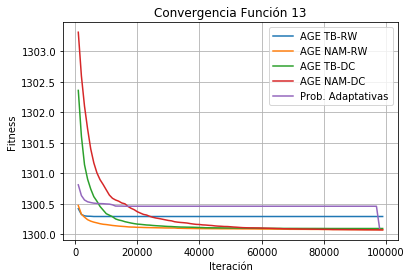 Convergencia Función 13
AGE TB-RW
AGE NAM-RW
AGE TB-DC
AGE NAM-DC
Prob. Adaptativas
Fitness
1303.0
1302.5
1302.0
1301.5
1301.0
1300.5
1300.0
0 20000 40000 60000 80000 100000
Iteración